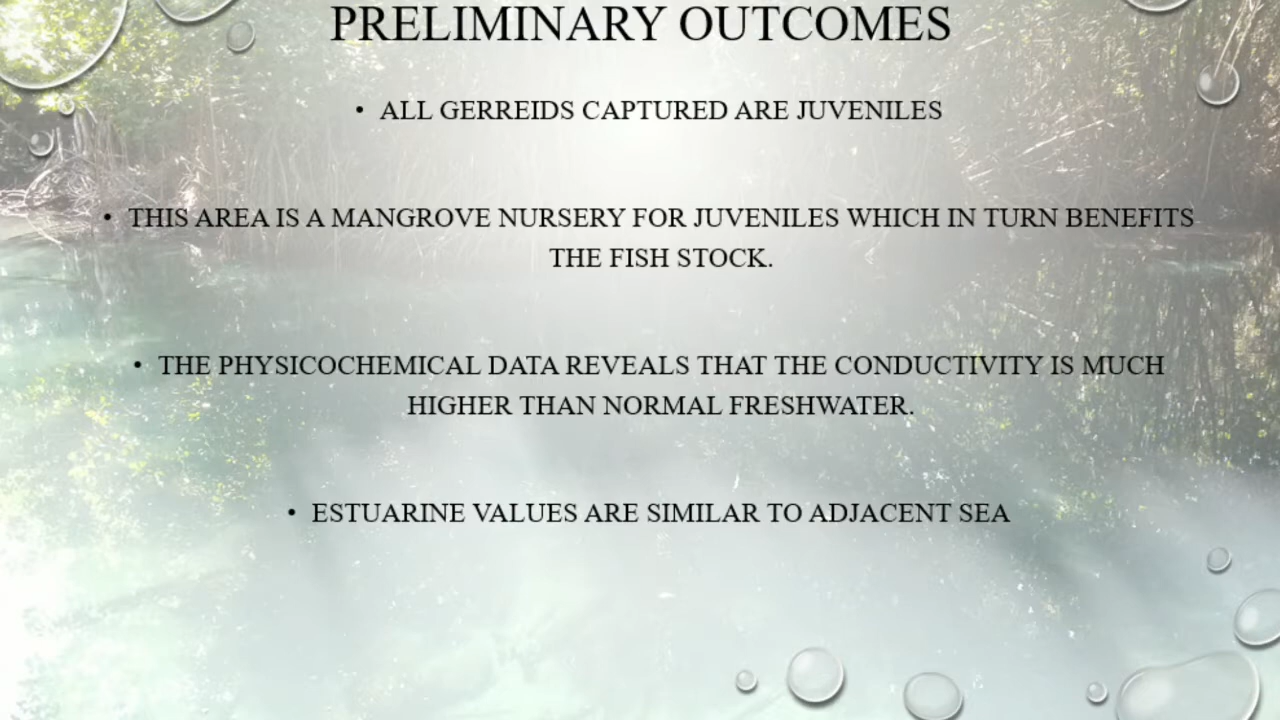 PRELIMINARY OUTCOMES
• ALL GERREIDS CAPTURED ARE JUVENILES
• THIS AREA IS A MANGROVE NURSERY FOR JUVENILES WHICH IN TURN BENEFITS
THE FISH STOCK.
• THE PHYSICOCHEMICAL DATA REVEALS THAT THE CONDUCTIVITY IS MUCH
HIGHER THAN NORMAL FRESHWATER.
• ESTUARINE VALUES ARE SIMILAR TO ADJACENT SEA